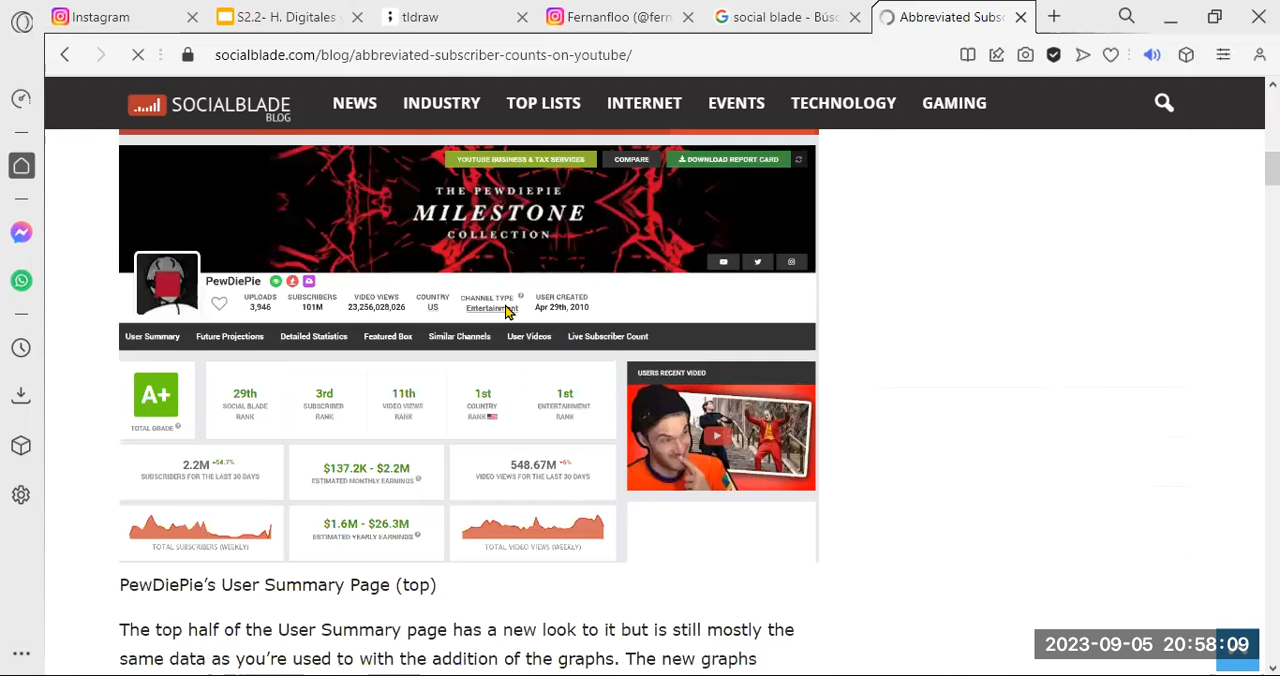 Instagram
S2.2- H. Digitales
tldraw
Fernanfloo (@fern
social blade - Bús
Abbreviated Subs
socialblade.com/blog/abbreviated-subscriber-counts-on-youtube/
SOCIALBLADE
BLOG
NEWS INDUSTRY TOP LISTS INTERNET EVENTS TECHNOLOGY GAMING
YOUTUBE BUSINESS & TAX SERVICES COMPARE DOWNLOAD REPORT CARD
THE PEWDIEPIE
MILESTONE
COLLECTION
PewDiePie
UPLOADS SUBSCRIBERS VIDEO VIEWS COUNTRY CHANNEL TYPE USER CREATED
3,946 101M 23,256,028,026 US Entertainment Apr 29th, 2010
User Summary Future Projections Detailed Statistics Featured Box Similar Channels User Videos Live Subscriber Count
A+
TOTAL GRADE
29th 3rd 11th 1st 1st
SOCIAL BLADE SUBSCRIBER VIDEO VIEWS COUNTRY ENTERTAINMENT
RANK RANK RANK RANK RANK
USERS RECENT VIDEO
2.2M +54.7%
SUBSCRIBERS FOR THE LAST 30 DAYS
$137.2K - $2.2M
ESTIMATED MONTHLY EARNINGS
548.67M +6%
VIDEO VIEWS FOR THE LAST 30 DAYS
TOTAL SUBSCRIBERS (WEEKLY)
$1.6M - $26.3M
ESTIMATED YEARLY EARNINGS
TOTAL VIDEO VIEWS (WEEKLY)
PewDiePie’s User Summary Page (top)
The top half of the User Summary page has a new look to it but is still mostly the
same data as you’re used to with the addition of the graphs. The new graphs
2023-09-05 20:58:09